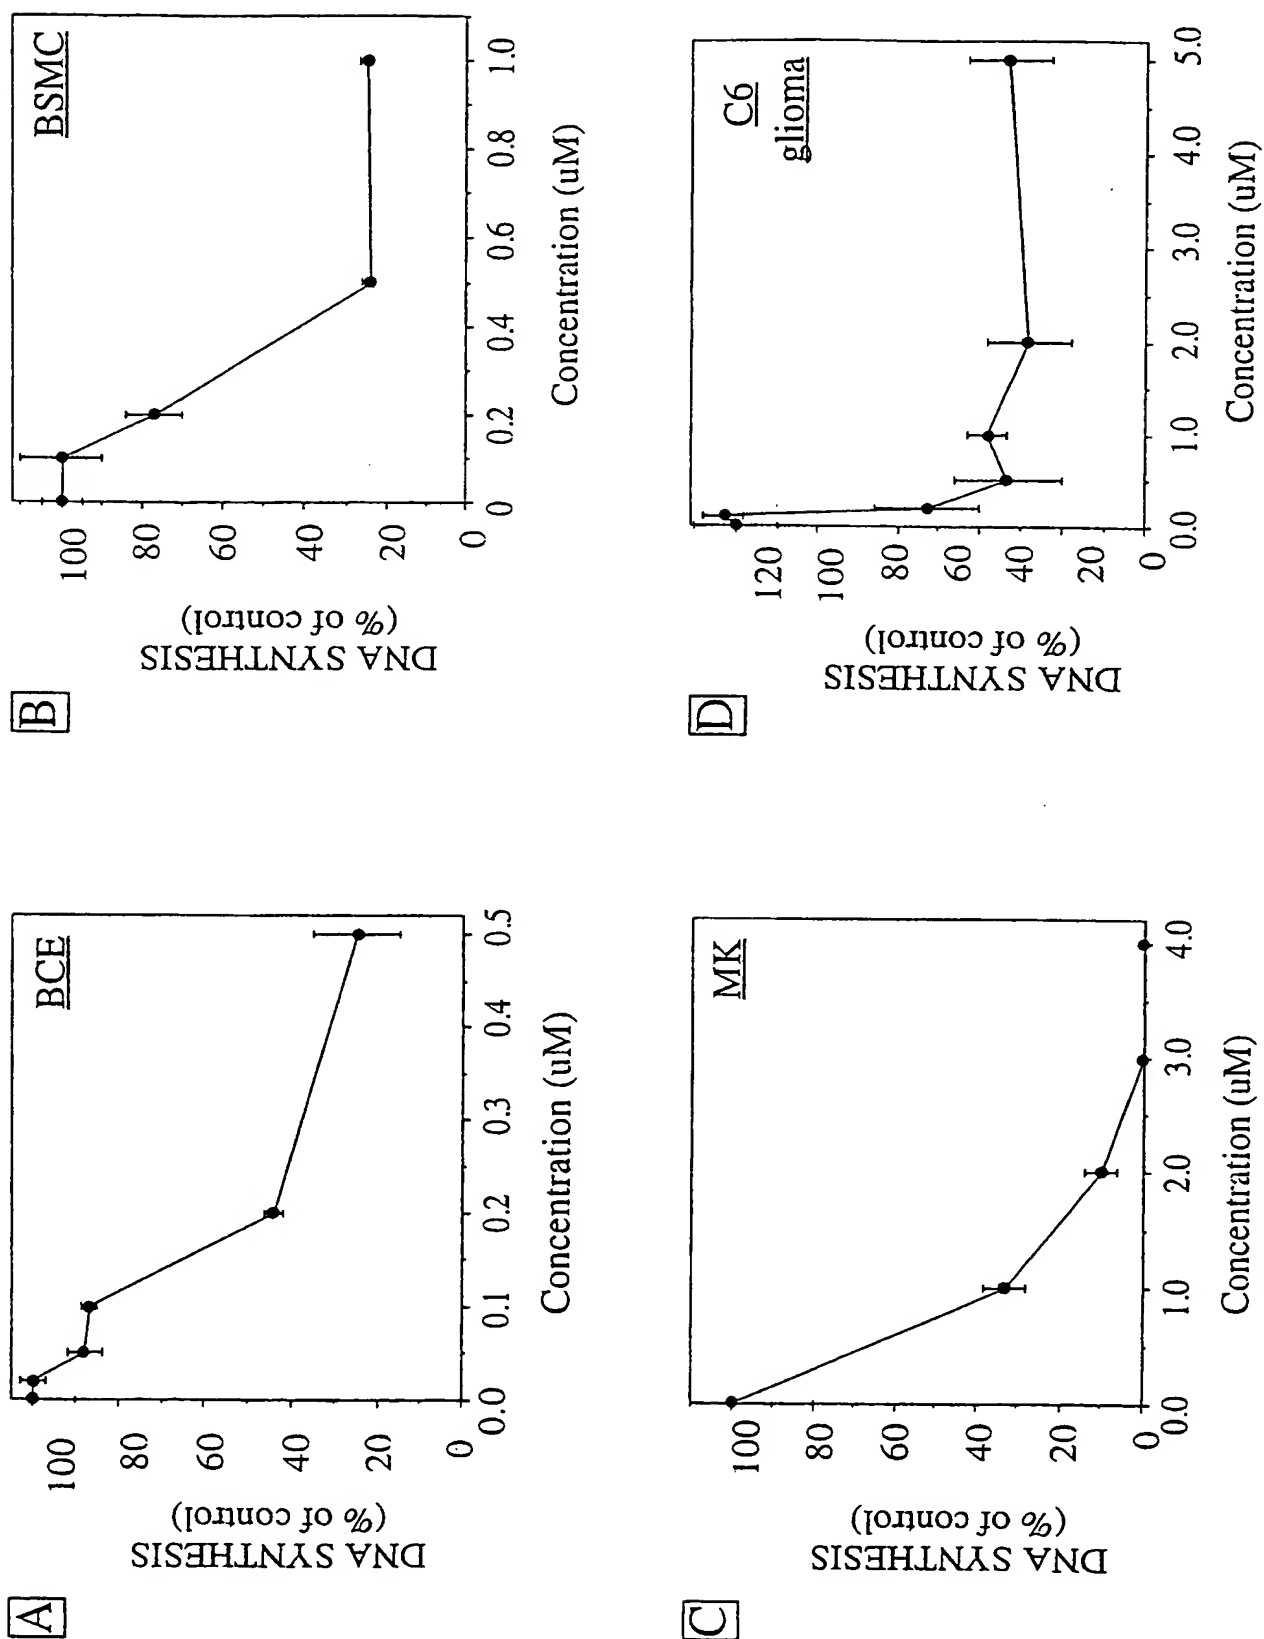 A
DNA SYNTHESIS
(% of control)
100
80
60
40
20
0
BCE
0.0
0.1
0.2
0.3
0.4
0.5
Concentration (uM)
B
DNA SYNTHESIS
(% of control)
100
80
60
40
20
0
BSMC
0
0.2
0.4
0.6
0.8
1.0
Concentration (uM)
C
DNA SYNTHESIS
(% of control)
100
80
60
40
20
0
MK
0.0
1.0
2.0
3.0
4.0
Concentration (uM)
D
DNA SYNTHESIS
(% of control)
120
100
80
60
40
20
0
C6
glioma
0.0
1.0
2.0
3.0
4.0
5.0
Concentration (uM)